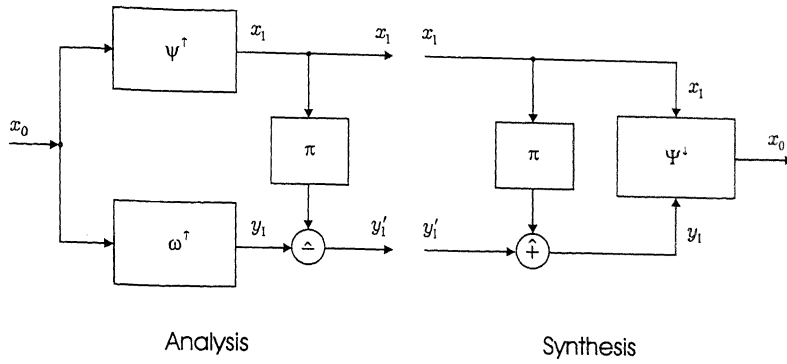 ψ↑ x₁ x₁ x₁
x₁
x₀ π π Ψ↓ x₀
ω↑ y₁ ∸̂ y₁′ y₁′ +̂ y₁
Analysis Synthesis